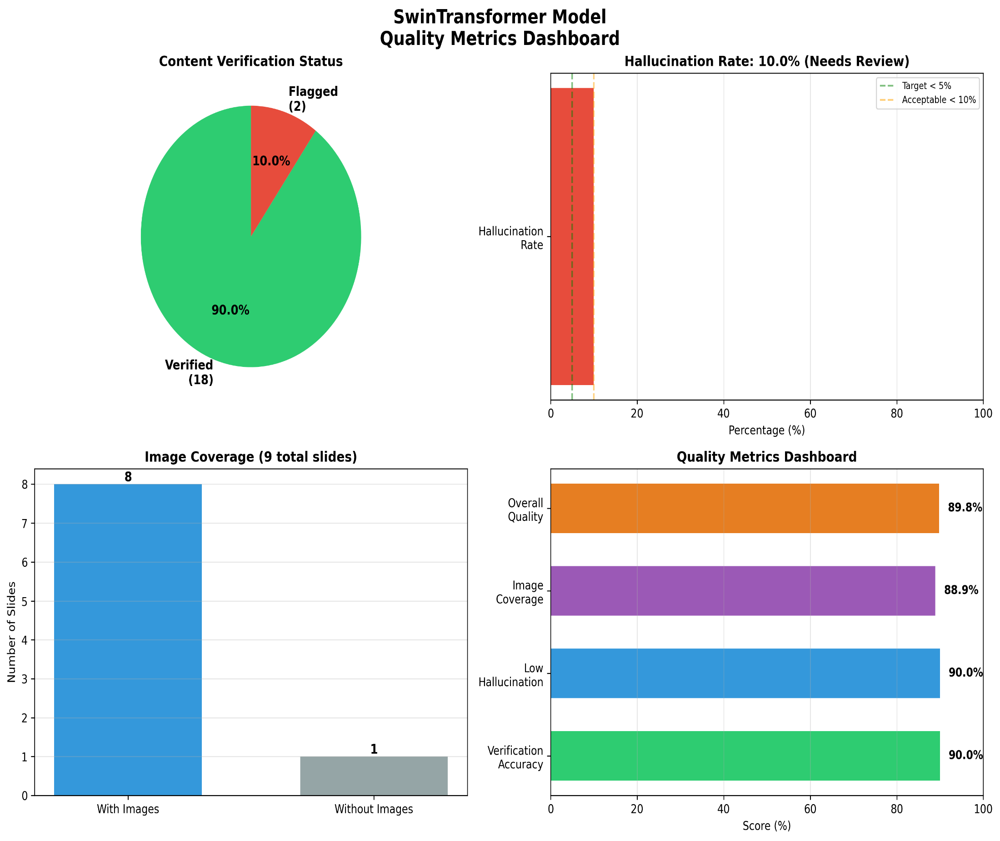 SwinTransformer Model
Quality Metrics Dashboard
Content Verification Status
Flagged
(2)
10.0%
90.0%
Verified
(18)
Hallucination Rate: 10.0% (Needs Review)
Target < 5%
Acceptable < 10%
Hallucination
Rate
0 20 40 60 80 100
Percentage (%)
Image Coverage (9 total slides)
Number of Slides
8
7
6
5
4
3
2
1
0
8
1
With Images Without Images
Quality Metrics Dashboard
Overall
Quality
89.8%
Image
Coverage
88.9%
Low
Hallucination
90.0%
Verification
Accuracy
90.0%
0 20 40 60 80 100
Score (%)